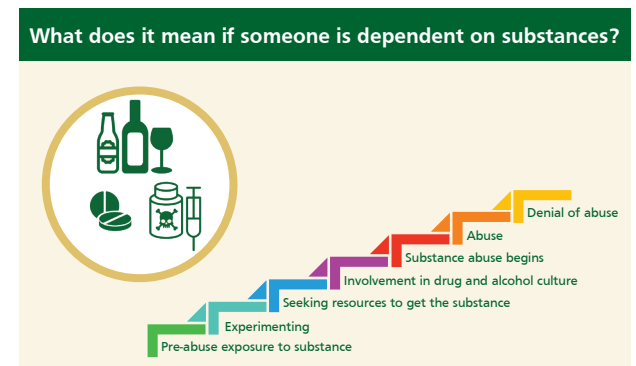 What does it mean if someone is dependent on substances?
Denial of abuse
Abuse
Substance abuse begins
Involvement in drug and alcohol culture
Seeking resources to get the substance
Experimenting
Pre-abuse exposure to substance